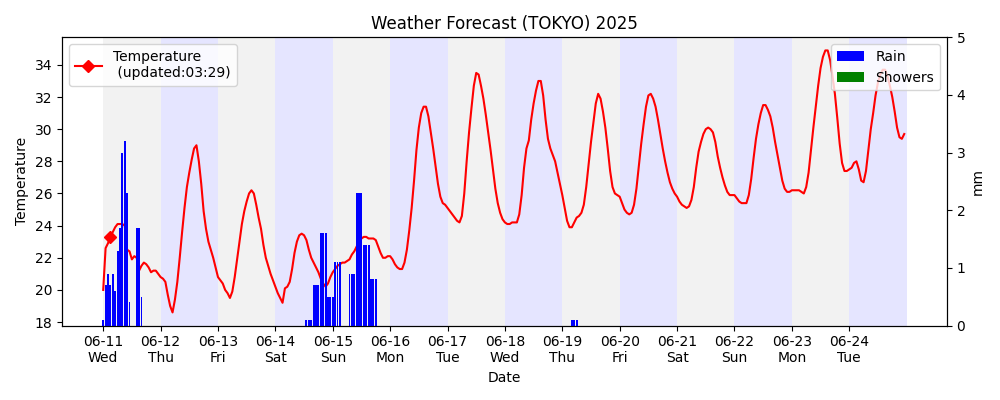 Weather Forecast (TOKYO) 2025
Temperature
(updated:03:29)
Rain
Showers
Temperature
34
32
30
28
26
24
22
20
18
5
4
3
2
1
0
mm
06-11 06-12 06-13 06-14 06-15 06-16 06-17 06-18 06-19 06-20 06-21 06-22 06-23 06-24
Wed Thu Fri Sat Sun Mon Tue Wed Thu Fri Sat Sun Mon Tue
Date